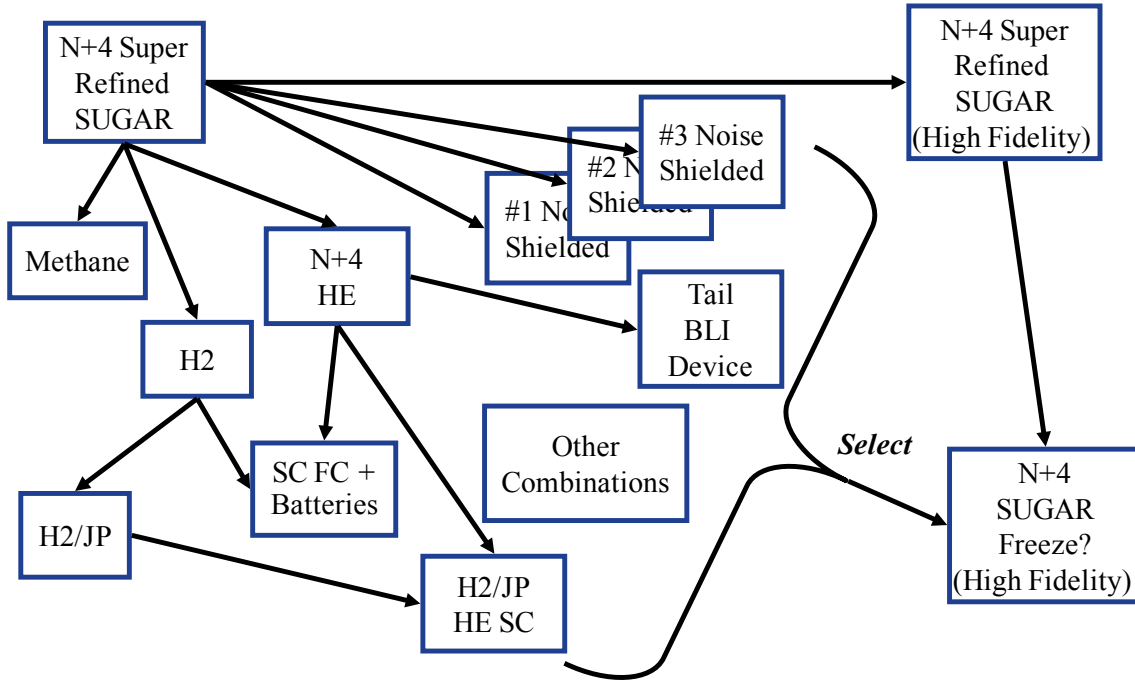 N+4 Super
Refined
SUGAR
N+4 Super
Refined
SUGAR
(High Fidelity)
#3 Noise
Shielded
#2 N
Shielded
#1 No
Shielded
Methane
N+4
HE
Tail
BLI
Device
H2
Other
Combinations
Select
SC FC +
Batteries
N+4
SUGAR
Freeze?
(High Fidelity)
H2/JP
H2/JP
HE SC